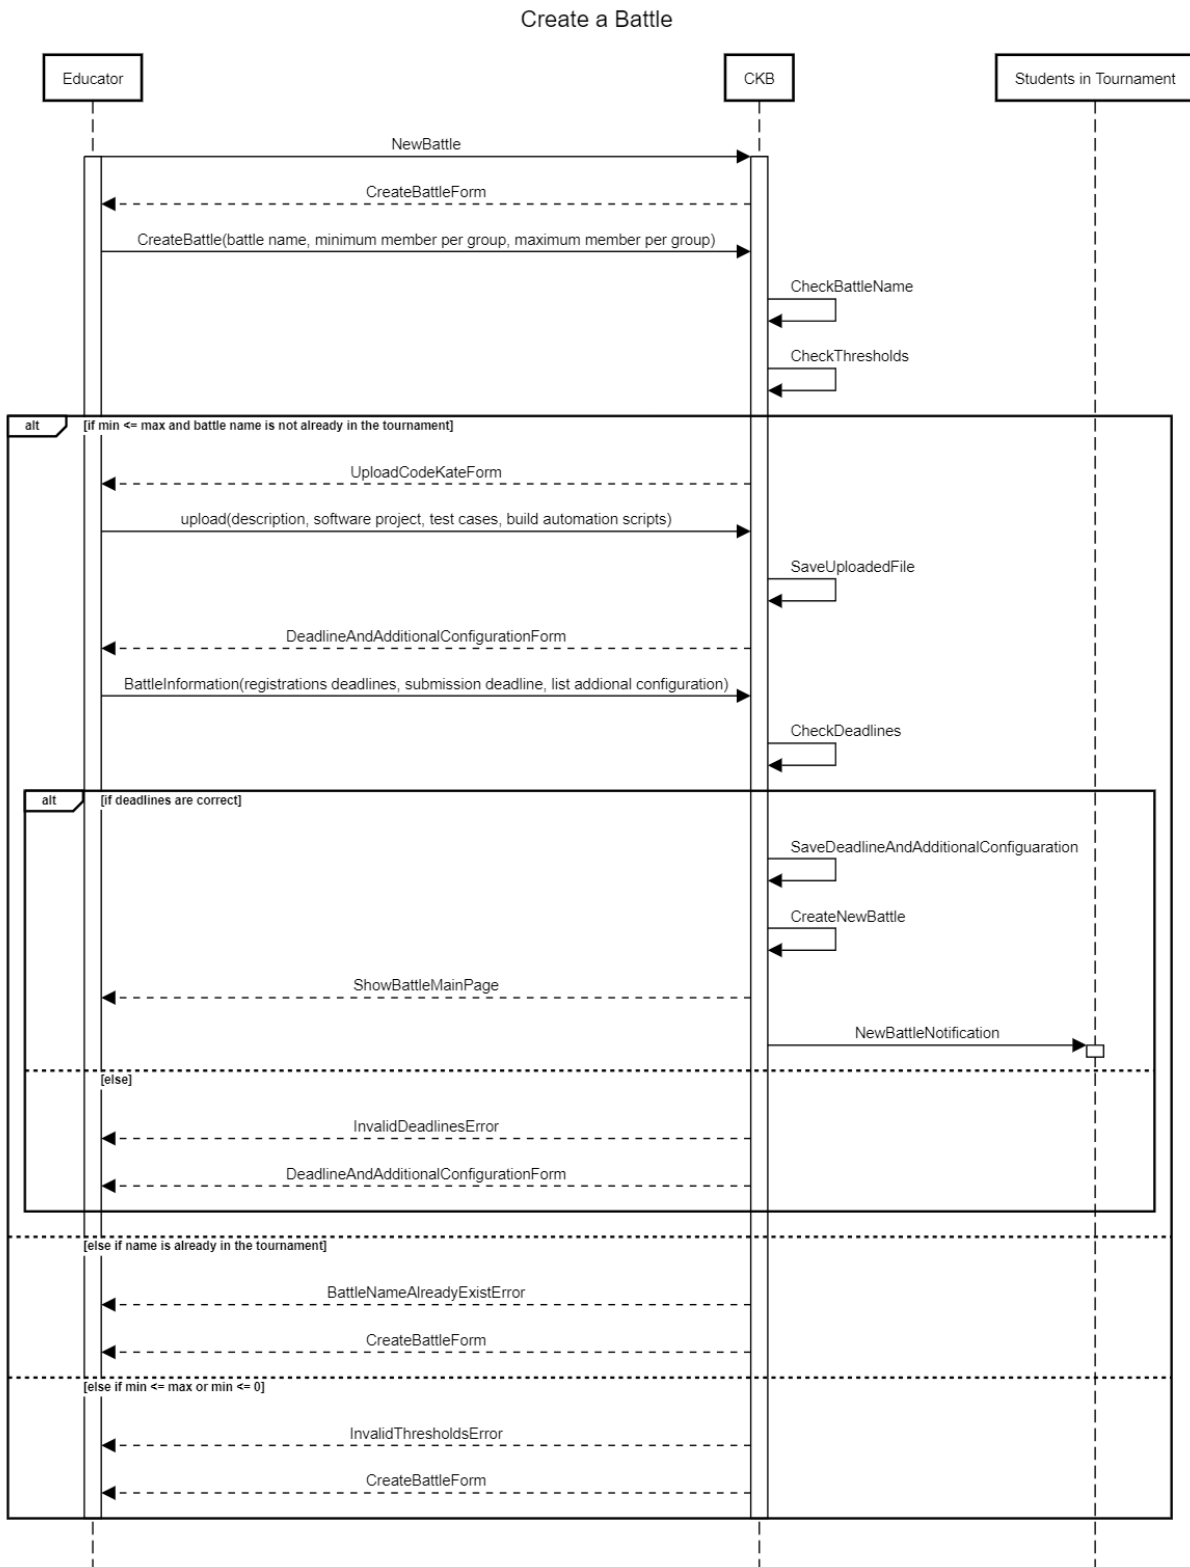 Create a Battle
Educator
CKB
Students in Tournament
NewBattle
CreateBattleForm
CreateBattle(battle name, minimum member per group, maximum member per group)
CheckBattleName
CheckThresholds
alt
[if min <= max and battle name is not already in the tournament]
UploadCodeKateForm
upload(description, software project, test cases, build automation scripts)
SaveUploadedFile
DeadlineAndAdditionalConfigurationForm
BattleInformation(registrations deadlines, submission deadline, list addional configuration)
CheckDeadlines
alt
[if deadlines are correct]
SaveDeadlineAndAdditionalConfiguaration
CreateNewBattle
ShowBattleMainPage
NewBattleNotification
[else]
InvalidDeadlinesError
DeadlineAndAdditionalConfigurationForm
[else if name is already in the tournament]
BattleNameAlreadyExistError
CreateBattleForm
[else if min <= max or min <= 0]
InvalidThresholdsError
CreateBattleForm